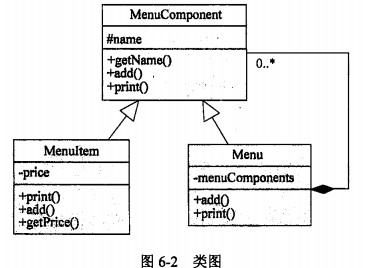 MenuComponent
#name
+getName()
+add()
+print()
0..*
MenuItem
-price
+print()
+add()
+getPrice()
Menu
-menuComponents
+add()
+print()
图 6-2 类图